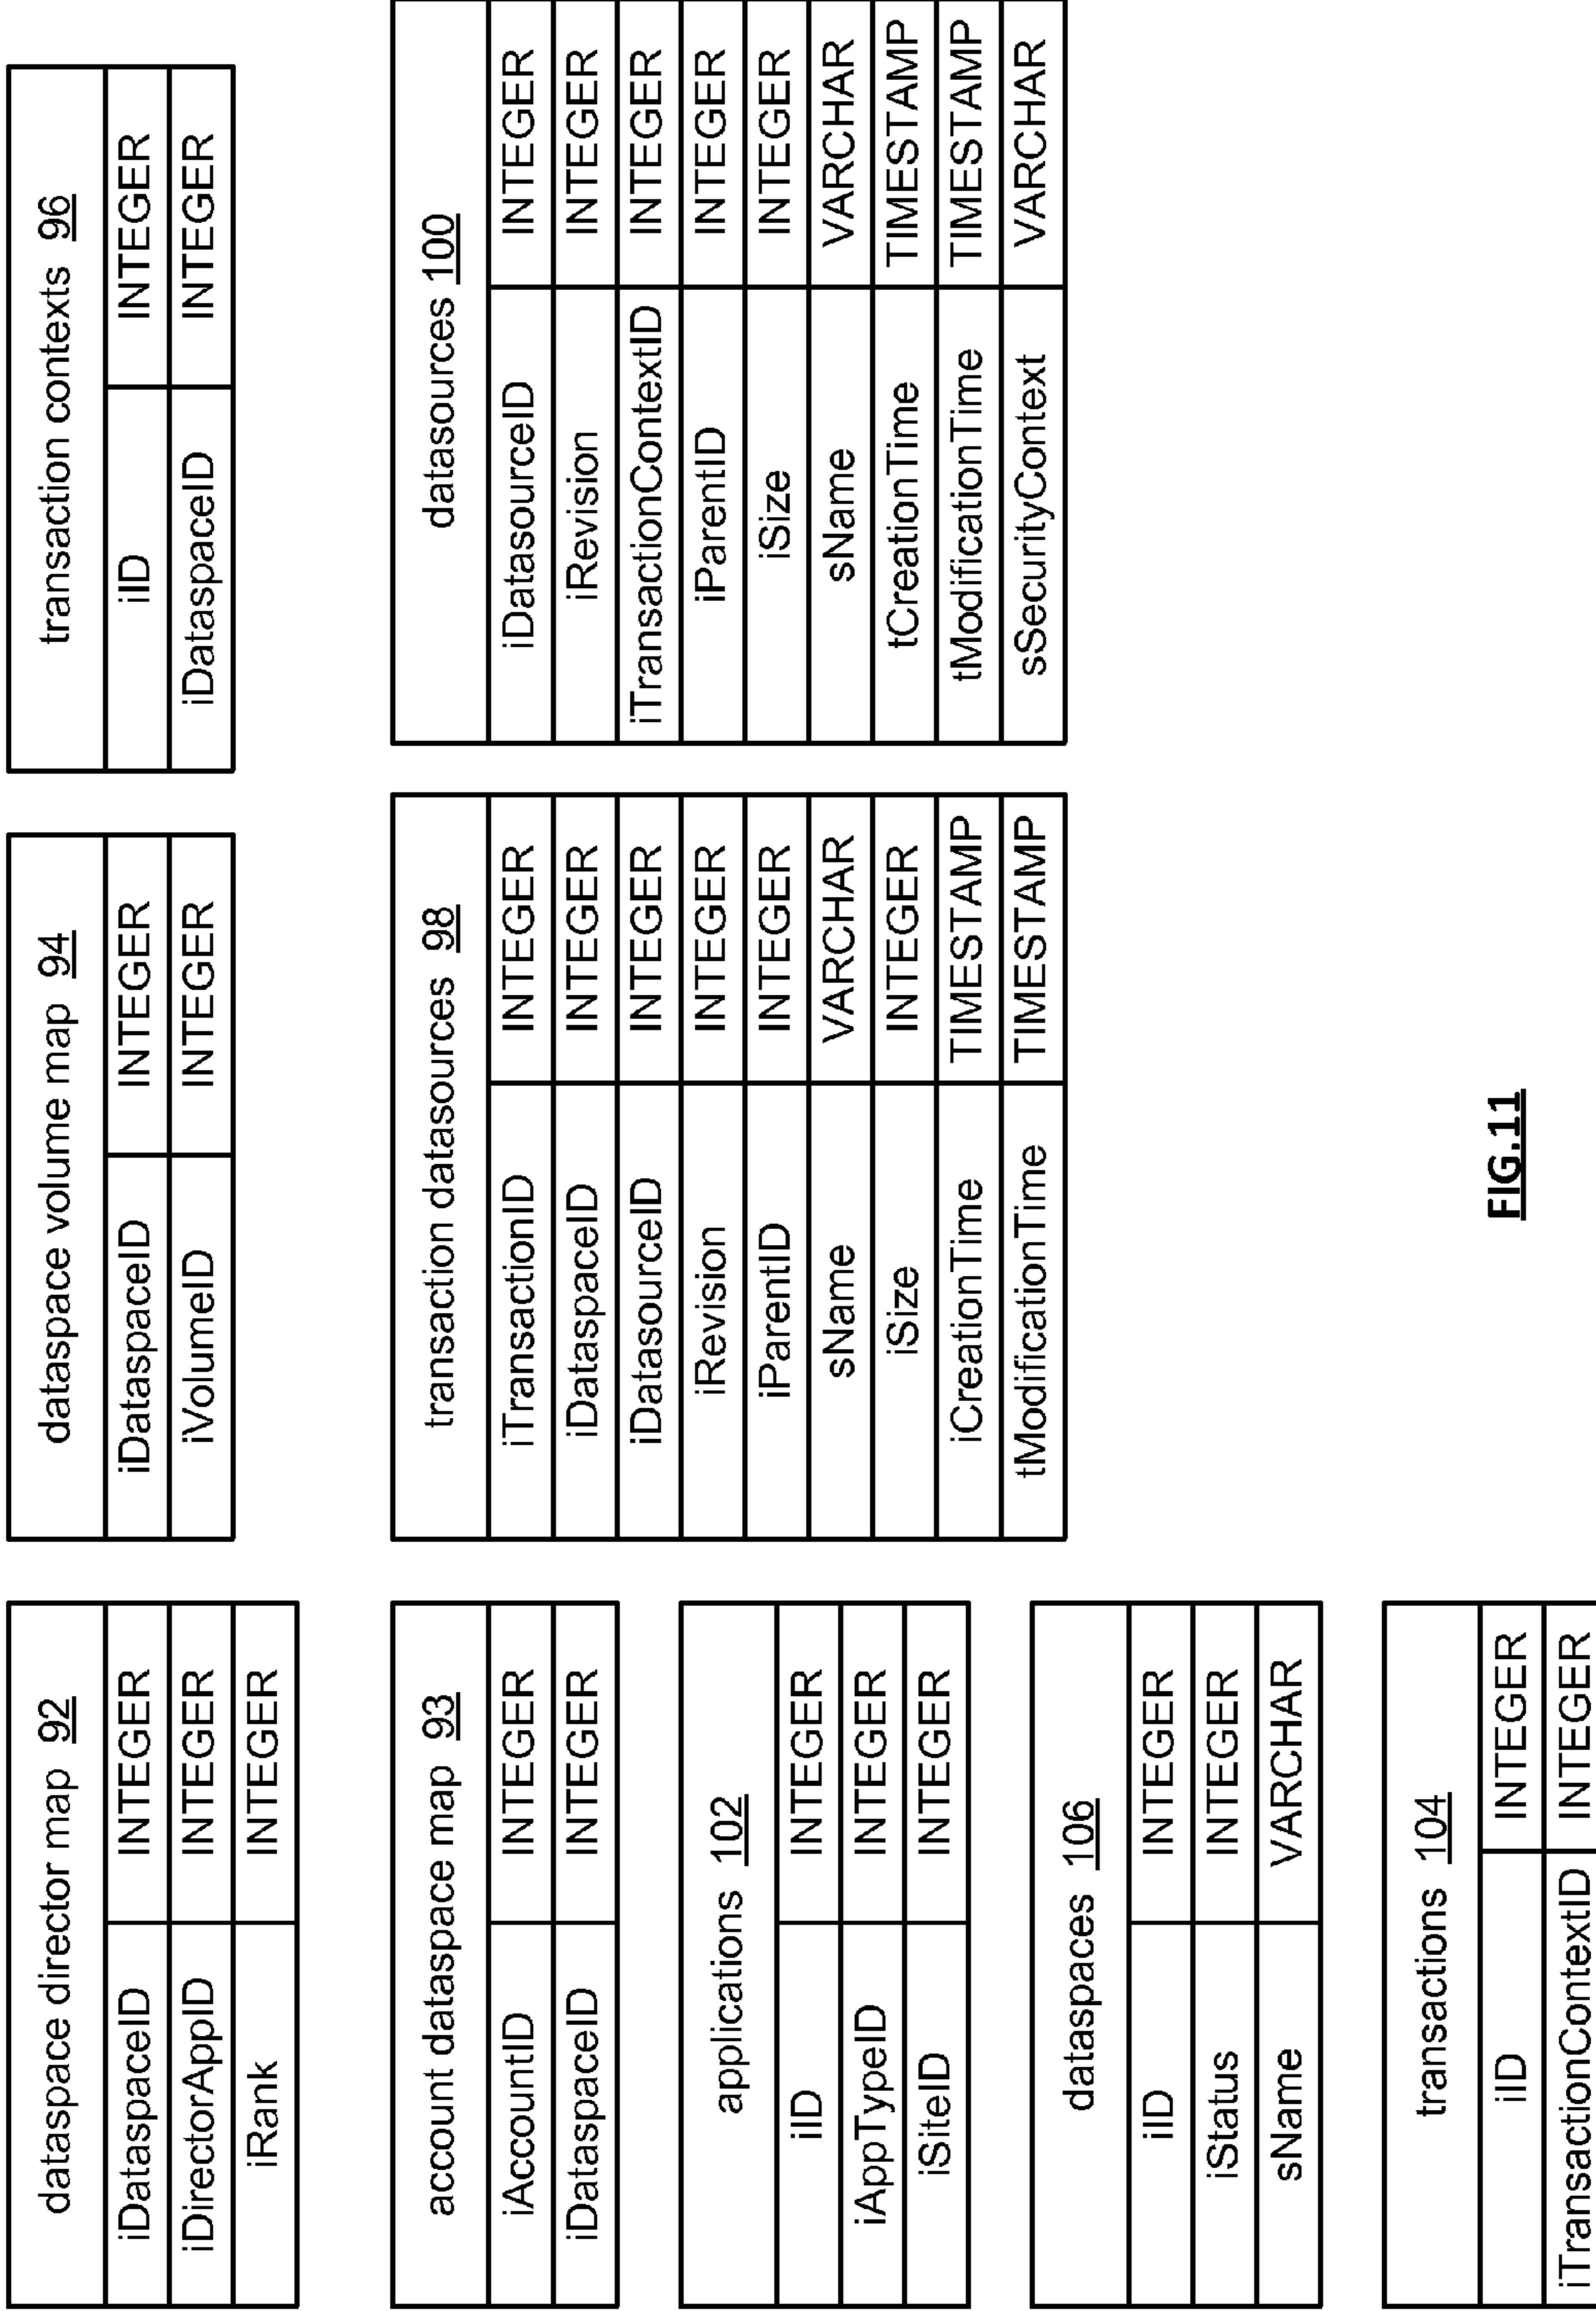 dataspace director map 92
iDataspaceID INTEGER
iDirectorAppID INTEGER
iRank INTEGER
dataspace volume map 94
iDataspaceID INTEGER
iVolumeID INTEGER
transaction contexts 96
iID INTEGER
iDataspaceID INTEGER
account dataspace map 93
iAccountID INTEGER
iDataspaceID INTEGER
transaction datasources 98
iTransactionID INTEGER
iDataspaceID INTEGER
iDatasourceID INTEGER
iRevision INTEGER
iParentID INTEGER
sName VARCHAR
iSize INTEGER
iCreationTime TIMESTAMP
tModificationTime TIMESTAMP
datasources 100
iDatasourceID INTEGER
iRevision INTEGER
iTransactionContextID INTEGER
iParentID INTEGER
iSize INTEGER
sName VARCHAR
tCreationTime TIMESTAMP
tModificationTime TIMESTAMP
sSecurityContext VARCHAR
applications 102
iID INTEGER
iAppTypeID INTEGER
iSiteID INTEGER
dataspaces 106
iID INTEGER
iStatus INTEGER
sName VARCHAR
transactions 104
iID INTEGER
iTransactionContextID INTEGER
FIG.11